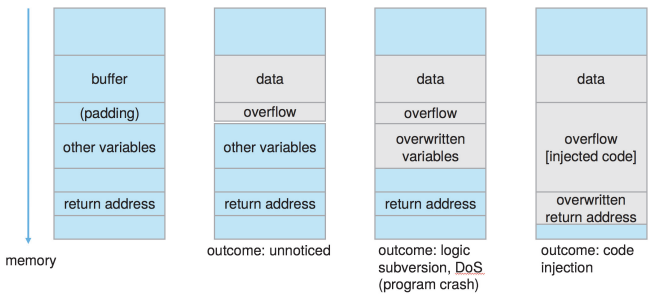 buffer
(padding)
other variables
return address
memory
data
overflow
other variables
return address
outcome: unnoticed
data
overflow
overwritten
variables
return address
outcome: logic
subversion, DoS
(program crash)
data
overflow
[injected code]
overwritten
return address
outcome: code
injection